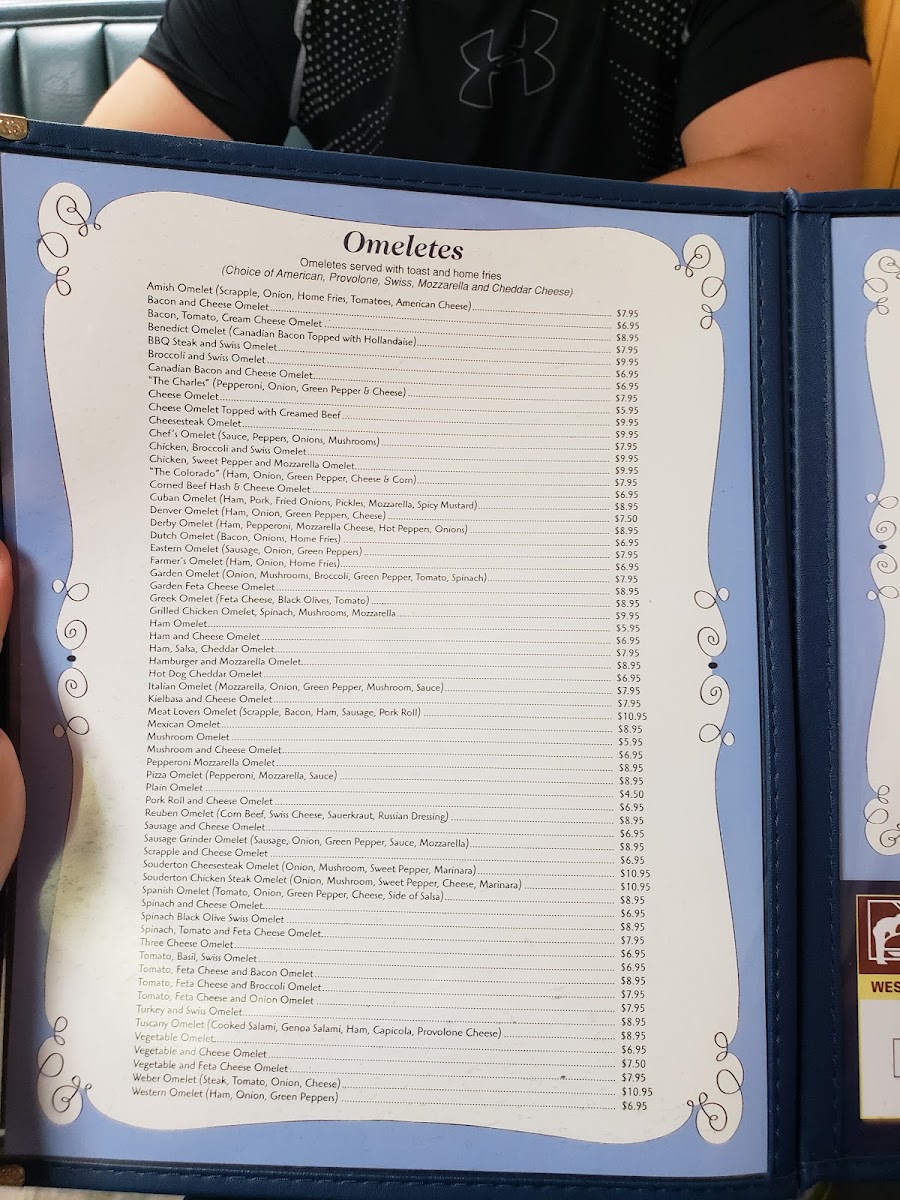 Omeletes
Omeletes served with toast and home fries
(Choice of American, Provolone, Swiss, Mozzarella and Cheddar Cheese)
Amish Omelet (Scrapple, Onion, Home Fries, Tomatoes, American Cheese) $7.95
Bacon and Cheese Omelet $6.95
Bacon, Tomato, Cream Cheese Omelet $8.95
Benedict Omelet (Canadian Bacon Topped with Hollandaise) $7.95
BBQ Steak and Swiss Omelet $9.95
Broccoli and Swiss Omelet $6.95
Canadian Bacon and Cheese Omelet $6.95
"The Charles" (Pepperoni, Onion, Green Pepper & Cheese) $7.95
Cheese Omelet $5.95
Cheese Omelet Topped with Creamed Beef $9.95
Cheesesteak Omelet $9.95
Chef's Omelet (Sauce, Peppers, Onions, Mushrooms) $7.95
Chicken, Broccoli and Swiss Omelet $9.95
Chicken, Sweet Pepper and Mozzarella Omelet $9.95
"The Colorado" (Ham, Onion, Green Pepper, Cheese & Corn) $7.95
Corned Beef Hash & Cheese Omelet $6.95
Cuban Omelet (Ham, Pork, Fried Onions, Pickles, Mozzarella, Spicy Mustard) $8.95
Denver Omelet (Ham, Onion, Green Peppers, Cheese) $7.50
Derby Omelet (Ham, Pepperoni, Mozzarella Cheese, Hot Peppers, Onions) $8.95
Dutch Omelet (Bacon, Onions, Home Fries) $6.95
Eastern Omelet (Sausage, Onion, Green Peppers) $7.95
Farmer's Omelet (Ham, Onion, Home Fries) $6.95
Garden Omelet (Onion, Mushrooms, Broccoli, Green Pepper, Tomato, Spinach) $7.95
Garden Feta Cheese Omelet $8.95
Greek Omelet (Feta Cheese, Black Olives, Tomato) $8.95
Grilled Chicken Omelet, Spinach, Mushrooms, Mozzarella $9.95
Ham Omelet $5.95
Ham and Cheese Omelet $6.95
Ham, Salsa, Cheddar Omelet $7.95
Hamburger and Mozzarella Omelet $8.95
Hot Dog Cheddar Omelet $6.95
Italian Omelet (Mozzarella, Onion, Green Pepper, Mushroom, Sauce) $7.95
Kielbasa and Cheese Omelet $7.95
Meat Lovers Omelet (Scrapple, Bacon, Ham, Sausage, Pork Roll) $10.95
Mexican Omelet $8.95
Mushroom Omelet $5.95
Mushroom and Cheese Omelet $6.95
Pepperoni Mozzarella Omelet $8.95
Pizza Omelet (Pepperoni, Mozzarella, Sauce) $8.95
Plain Omelet $4.50
Pork Roll and Cheese Omelet $6.95
Reuben Omelet (Corn Beef, Swiss Cheese, Sauerkraut, Russian Dressing) $8.95
Sausage and Cheese Omelet $6.95
Sausage Grinder Omelet (Sausage, Onion, Green Pepper, Sauce, Mozzarella) $8.95
Scrapple and Cheese Omelet $6.95
Souderton Cheesesteak Omelet (Onion, Mushroom, Sweet Pepper, Marinara) $10.95
Souderton Chicken Steak Omelet (Onion, Mushroom, Sweet Pepper, Cheese, Marinara) $10.95
Spanish Omelet (Tomato, Onion, Green Pepper, Cheese, Side of Salsa) $8.95
Spinach and Cheese Omelet $6.95
Spinach Black Olive Swiss Omelet $8.95
Spinach, Tomato and Feta Cheese Omelet $7.95
Three Cheese Omelet $6.95
Tomato, Basil, Swiss Omelet $6.95
Tomato, Feta Cheese and Bacon Omelet $8.95
Tomato, Feta Cheese and Broccoli Omelet $7.95
Tomato, Feta Cheese and Onion Omelet $7.95
Turkey and Swiss Omelet $8.95
Tuscany Omelet (Cooked Salami, Genoa Salami, Ham, Capicola, Provolone Cheese) $8.95
Vegetable Omelet $6.95
Vegetable and Cheese Omelet $7.50
Vegetable and Feta Cheese Omelet $7.95
Weber Omelet (Steak, Tomato, Onion, Cheese) $10.95
Western Omelet (Ham, Onion, Green Peppers) $6.95
WES